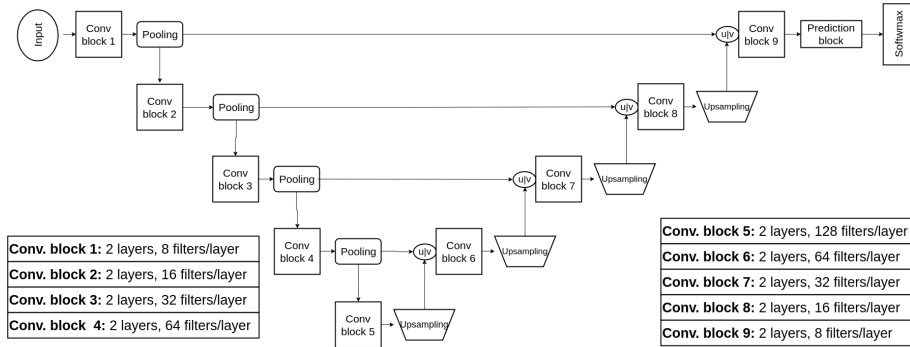 Input
Conv
block 1
Pooling
u|v
Conv
block 9
Prediction
block
Softwmax
Conv
block 2
Pooling
u|v
Conv
block 8
Upsampling
Conv
block 3
Pooling
u|v
Conv
block 7
Upsampling
Conv
block 4
Pooling
u|v
Conv
block 6
Upsampling
Conv
block 5
Upsampling
Conv. block 1: 2 layers, 8 filters/layer
Conv. block 2: 2 layers, 16 filters/layer
Conv. block 3: 2 layers, 32 filters/layer
Conv. block 4: 2 layers, 64 filters/layer
Conv. block 5: 2 layers, 128 filters/layer
Conv. block 6: 2 layers, 64 filters/layer
Conv. block 7: 2 layers, 32 filters/layer
Conv. block 8: 2 layers, 16 filters/layer
Conv. block 9: 2 layers, 8 filters/layer